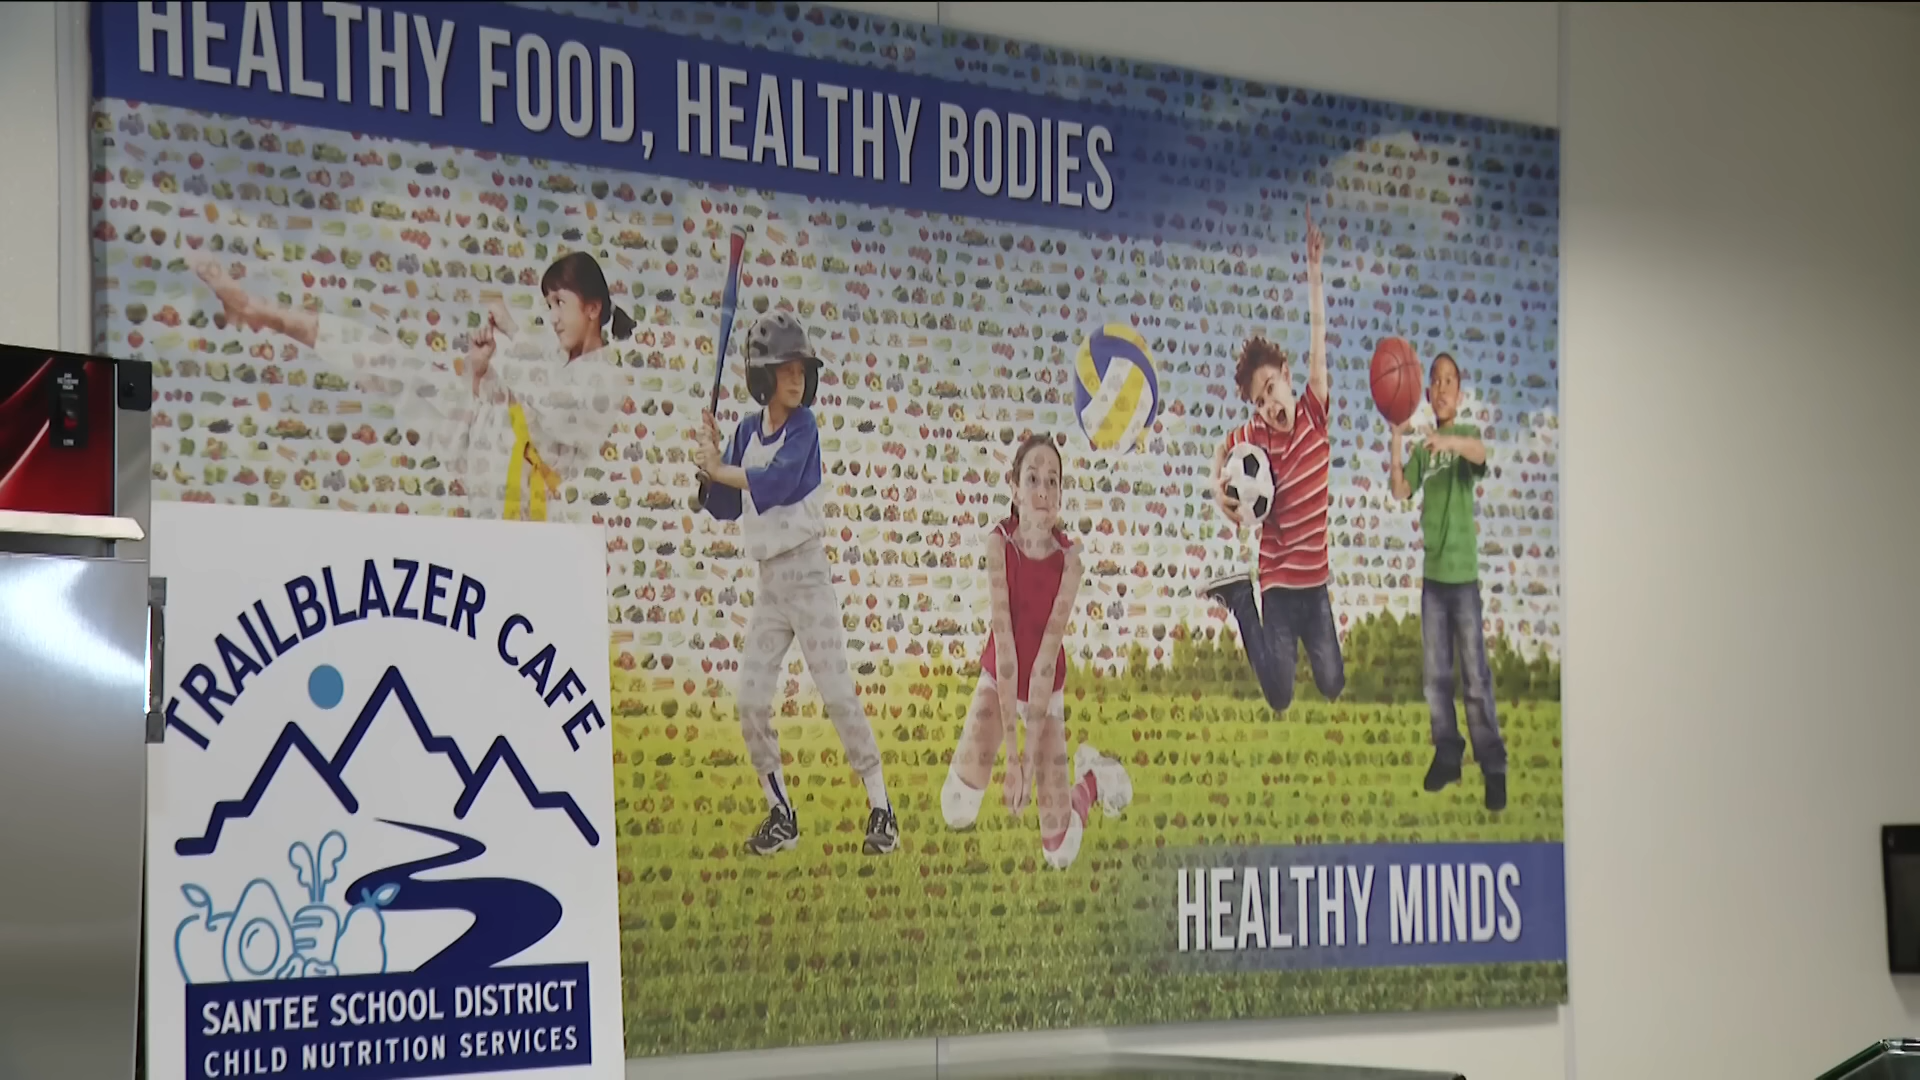 HEALTHY FOOD, HEALTHY BODIES
TRAILBLAZER CAFE
HEALTHY MINDS
SANTEE SCHOOL DISTRICT
CHILD NUTRITION SERVICES